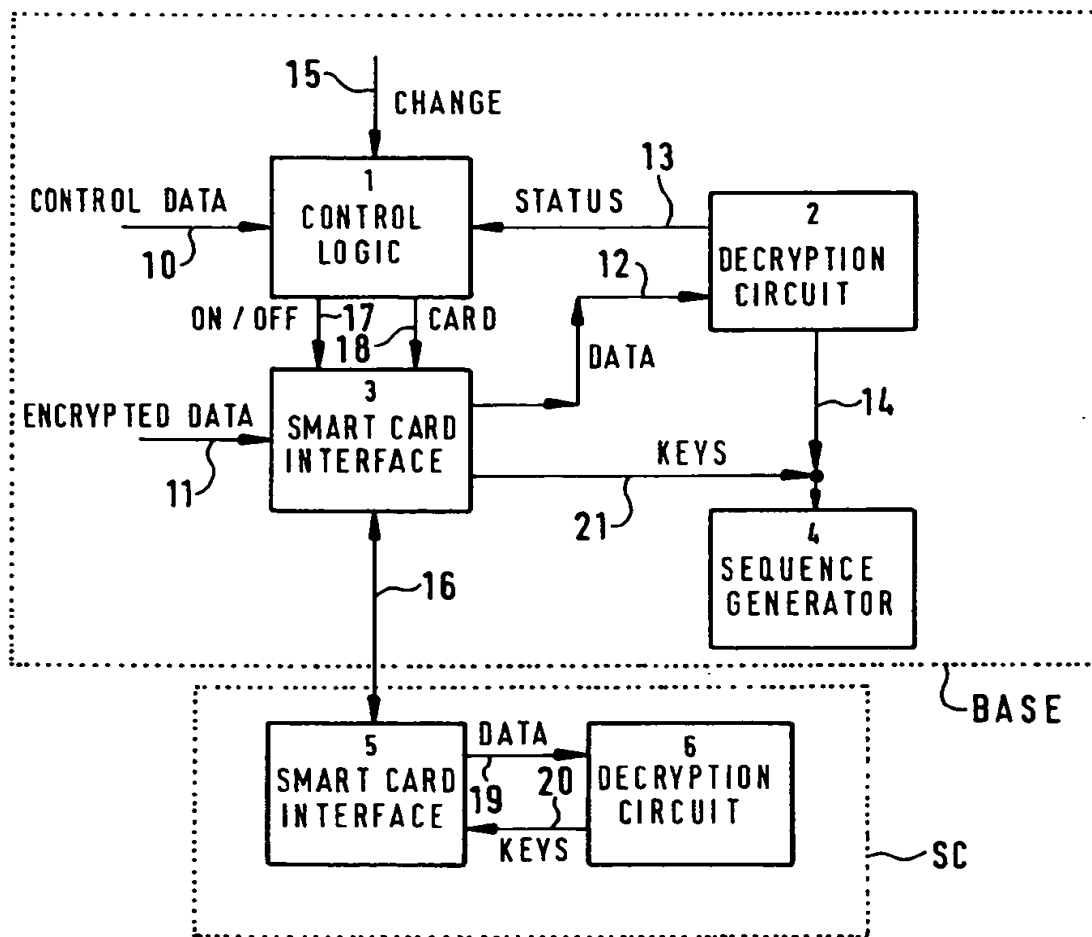 15
CHANGE
1
CONTROL
LOGIC
CONTROL DATA
10
STATUS
13
2
DECRYPTION
CIRCUIT
12
DATA
ON / OFF
17
18
CARD
3
SMART CARD
INTERFACE
ENCRYPTED DATA
11
KEYS
21
14
4
SEQUENCE
GENERATOR
16
BASE
5
SMART CARD
INTERFACE
DATA
19
20
KEYS
6
DECRYPTION
CIRCUIT
SC